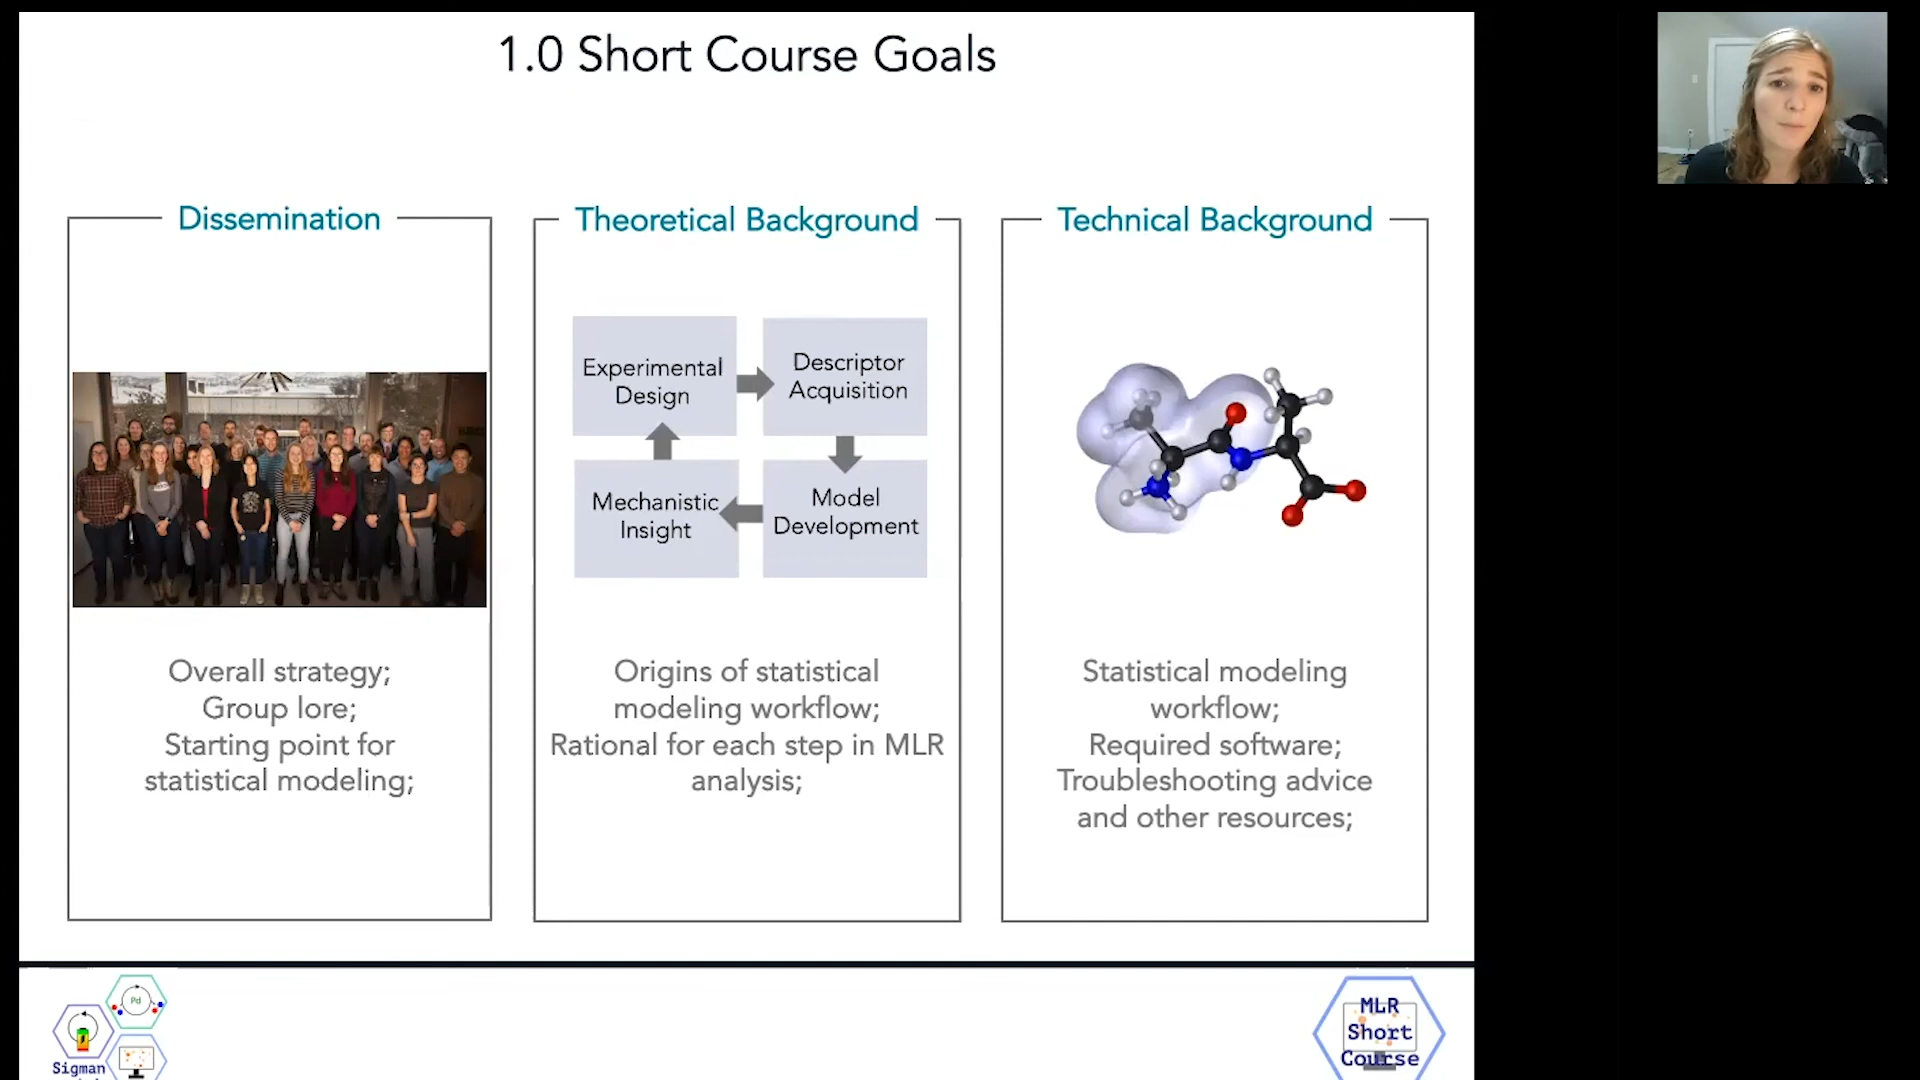 1.0 Short Course Goals
Dissemination
Overall strategy;
Group lore;
Starting point for
statistical modeling;
Theoretical Background
Experimental
Design
Descriptor
Acquisition
Mechanistic
Insight
Model
Development
Origins of statistical
modeling workflow;
Rational for each step in MLR
analysis;
Technical Background
Statistical modeling
workflow;
Required software;
Troubleshooting advice
and other resources;
Pd
Sigman
MLR
Short
Course